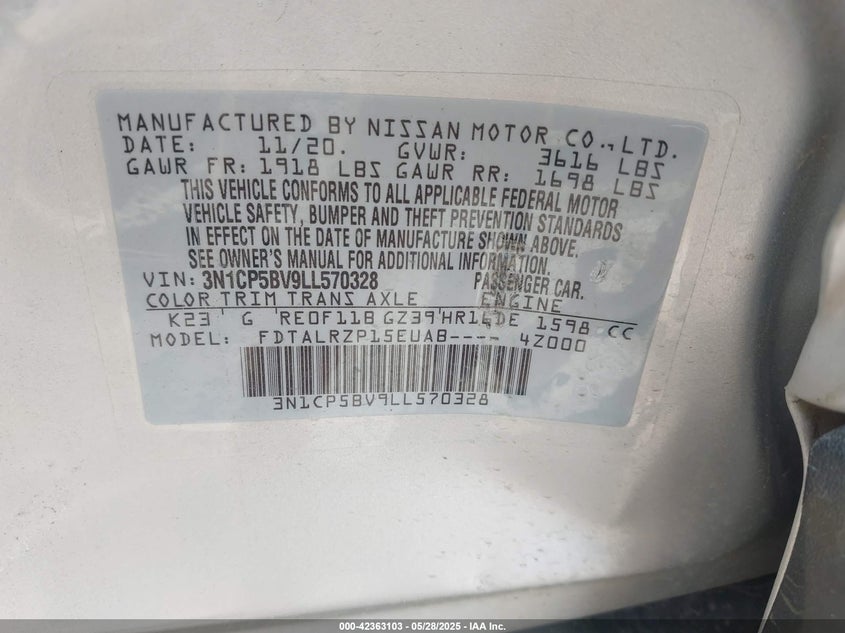 MANUFACTURED BY NISSAN MOTOR CO., LTD.
DATE: 11/20. GVWR: 3616 LBS
GAWR FR: 1918 LBS GAWR RR: 1698 LBS
THIS VEHICLE CONFORMS TO ALL APPLICABLE FEDERAL MOTOR
VEHICLE SAFETY, BUMPER AND THEFT PREVENTION STANDARDS
IN EFFECT ON THE DATE OF MANUFACTURE SHOWN ABOVE.
SEE OWNER'S MANUAL FOR ADDITIONAL INFORMATION.
VIN: 3N1CP5BV9LL570328 PASSENGER CAR.
COLOR TRIM TRANS AXLE ENGINE
K23 G RE0F11B GZ39 HR16DE 1598 CC
MODEL: FDTALRZP15EUAB---- 4Z000
3N1CP5BV9LL570328
000-42363103 - 05/28/2025 - IAA Inc.